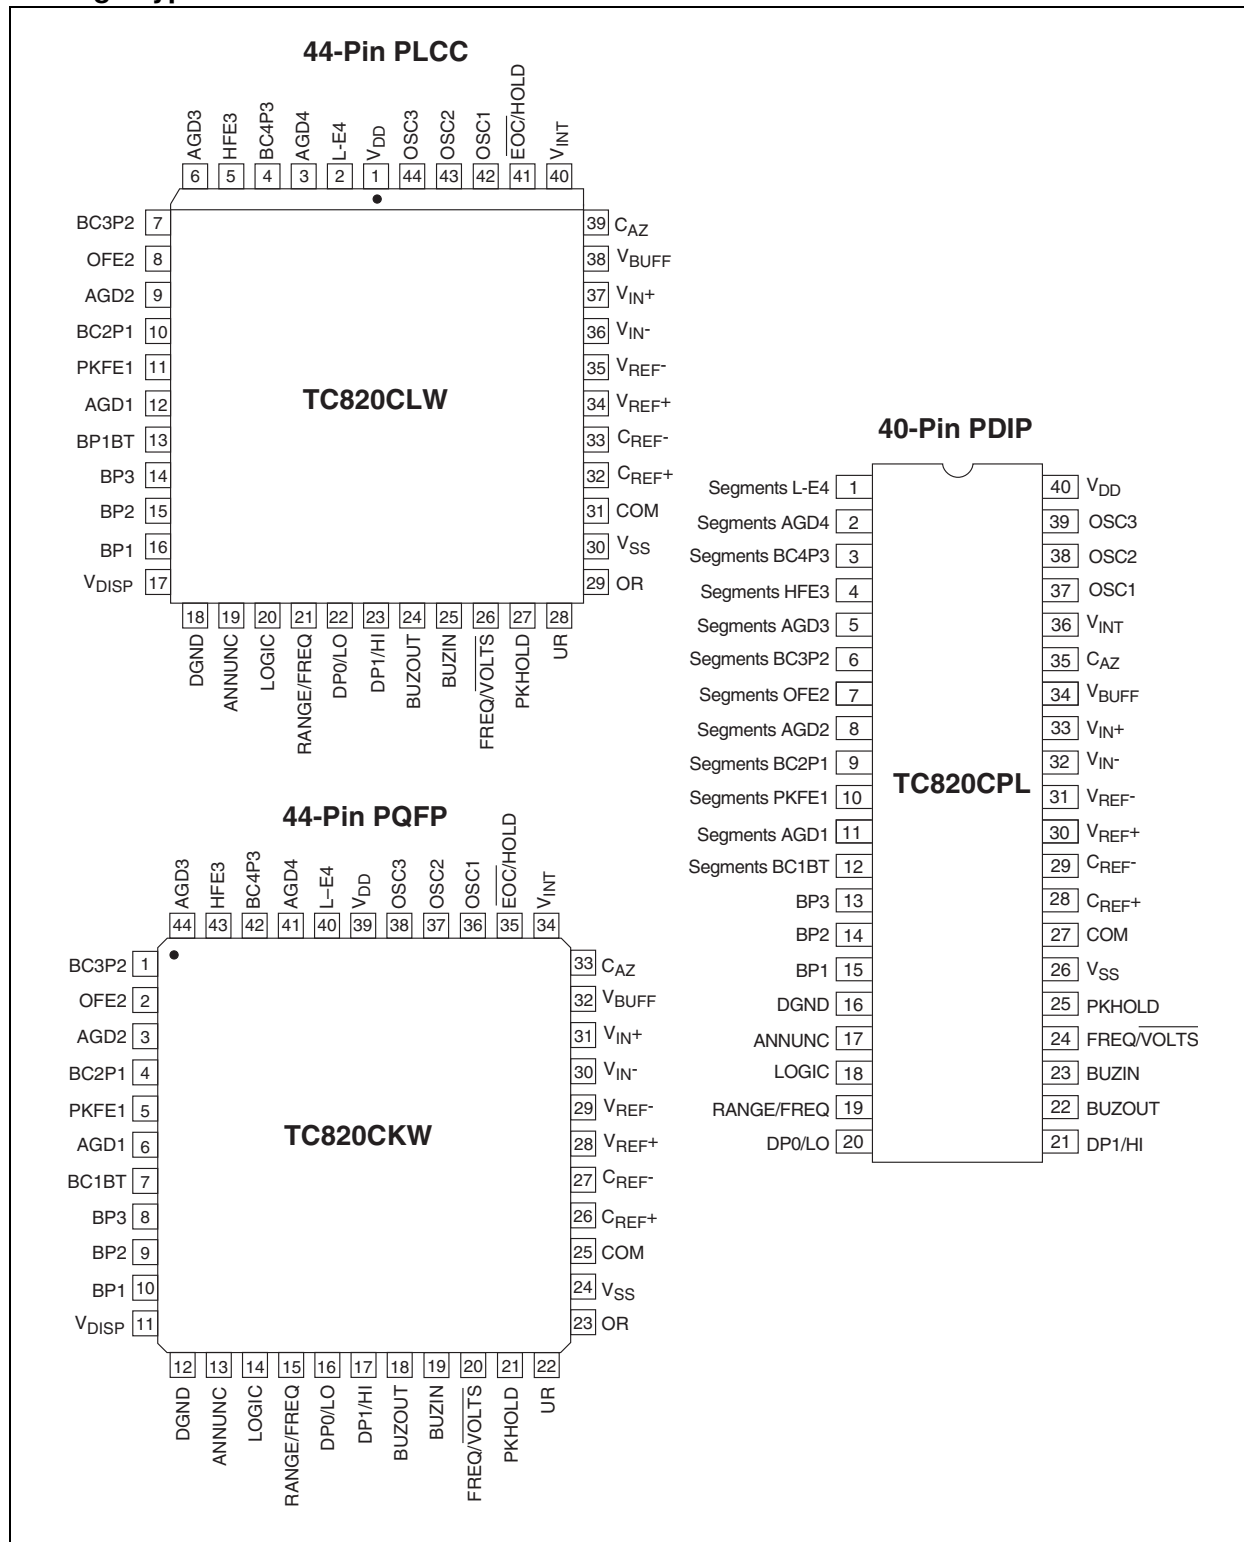 44-Pin PLCC
AGD3
HFE3
BC4P3
AGD4
L-E4
VDD
OSC3
OSC2
OSC1
EOC/HOLD
VINT
6 5 4 3 2 1 44 43 42 41 40
BC3P2 7
OFE2 8
AGD2 9
BC2P1 10
PKFE1 11
AGD1 12
BP1BT 13
BP3 14
BP2 15
BP1 16
VDISP 17
TC820CLW
39 CAZ
38 VBUFF
37 VIN+
36 VIN-
35 VREF-
34 VREF+
33 CREF-
32 CREF+
31 COM
30 VSS
29 OR
18 19 20 21 22 23 24 25 26 27 28
DGND
ANNUNC
LOGIC
RANGE/FREQ
DP0/LO
DP1/HI
BUZOUT
BUZIN
FREQ/VOLTS
PKHOLD
UR
44-Pin PQFP
AGD3
HFE3
BC4P3
AGD4
L–E4
VDD
OSC3
OSC2
OSC1
EOC/HOLD
VINT
44 43 42 41 40 39 38 37 36 35 34
BC3P2 1
OFE2 2
AGD2 3
BC2P1 4
PKFE1 5
AGD1 6
BC1BT 7
BP3 8
BP2 9
BP1 10
VDISP 11
TC820CKW
33 CAZ
32 VBUFF
31 VIN+
30 VIN-
29 VREF-
28 VREF+
27 CREF-
26 CREF+
25 COM
24 VSS
23 OR
12 13 14 15 16 17 18 19 20 21 22
DGND
ANNUNC
LOGIC
RANGE/FREQ
DP0/LO
DP1/HI
BUZOUT
BUZIN
FREQ/VOLTS
PKHOLD
UR
40-Pin PDIP
Segments L-E4 1
Segments AGD4 2
Segments BC4P3 3
Segments HFE3 4
Segments AGD3 5
Segments BC3P2 6
Segments OFE2 7
Segments AGD2 8
Segments BC2P1 9
Segments PKFE1 10
Segments AGD1 11
Segments BC1BT 12
BP3 13
BP2 14
BP1 15
DGND 16
ANNUNC 17
LOGIC 18
RANGE/FREQ 19
DP0/LO 20
TC820CPL
40 VDD
39 OSC3
38 OSC2
37 OSC1
36 VINT
35 CAZ
34 VBUFF
33 VIN+
32 VIN-
31 VREF-
30 VREF+
29 CREF-
28 CREF+
27 COM
26 VSS
25 PKHOLD
24 FREQ/VOLTS
23 BUZIN
22 BUZOUT
21 DP1/HI